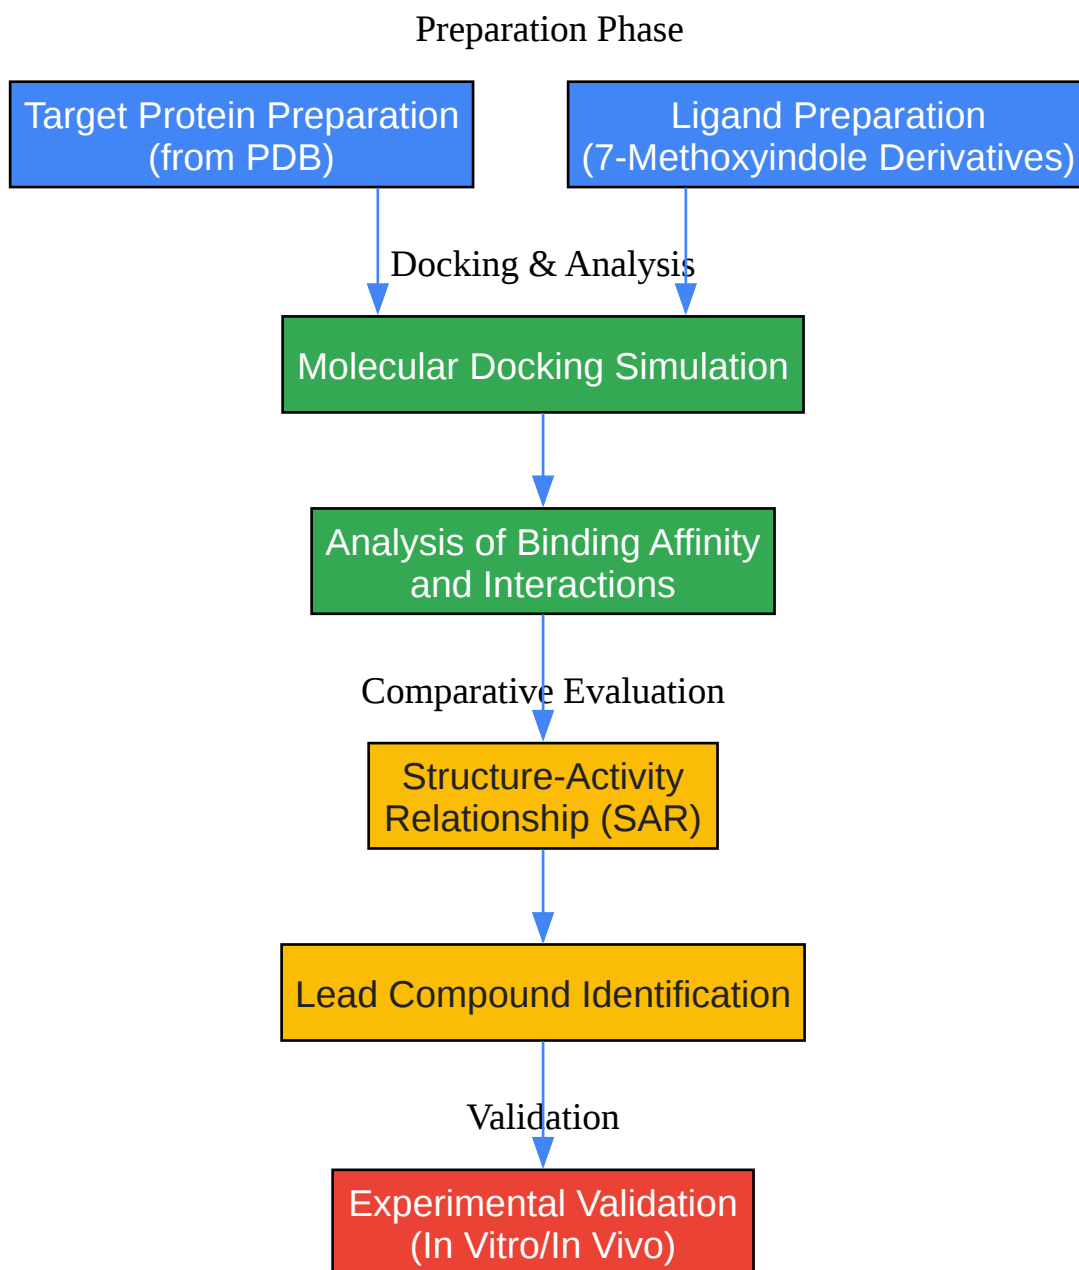 Preparation Phase
Target Protein Preparation
(from PDB)
Ligand Preparation
(7-Methoxyindole Derivatives)
Docking & Analysis
Molecular Docking Simulation
Analysis of Binding Affinity
and Interactions
Comparative Evaluation
Structure-Activity
Relationship (SAR)
Lead Compound Identification
Validation
Experimental Validation
(In Vitro/In Vivo)